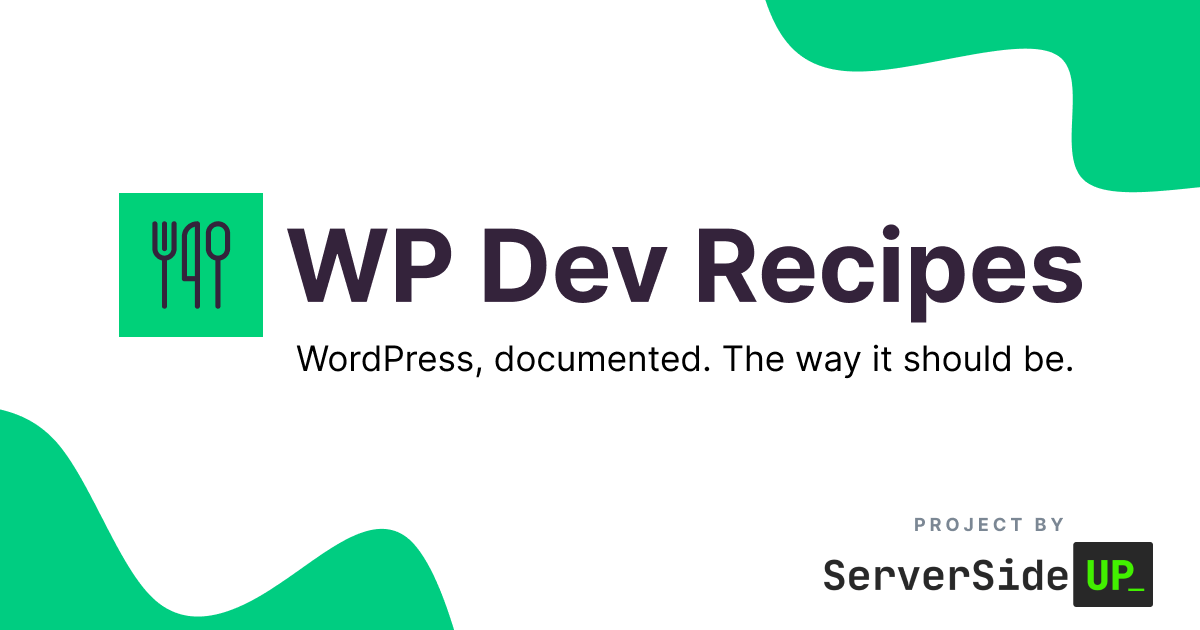 WP Dev Recipes
WordPress, documented. The way it should be.
PROJECT BY
ServerSide UP_